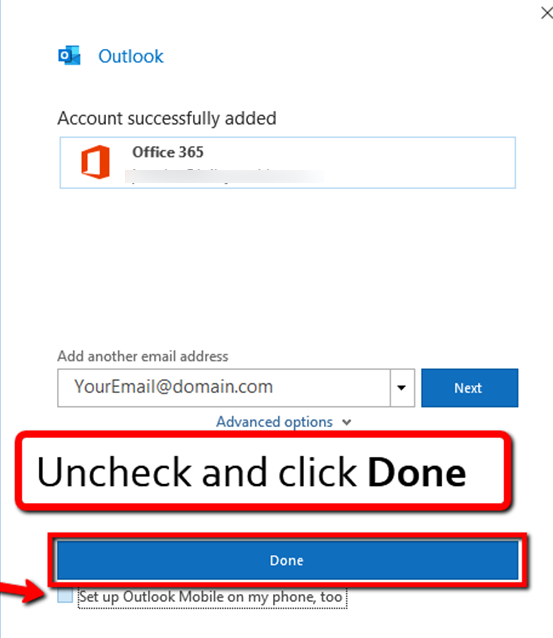 Outlook
Account successfully added
Office 365
Add another email address
YourEmail@domain.com
Next
Advanced options
Uncheck and click Done
Done
Set up Outlook Mobile on my phone, too